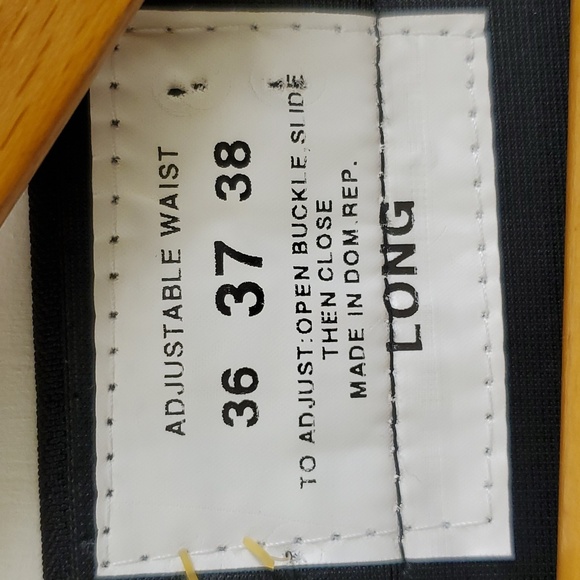 ADJUSTABLE WAIST
36 37 38
TO ADJUST:OPEN BUCKLE, SLIDE
THEN CLOSE
MADE IN DOM.REP.
LONG